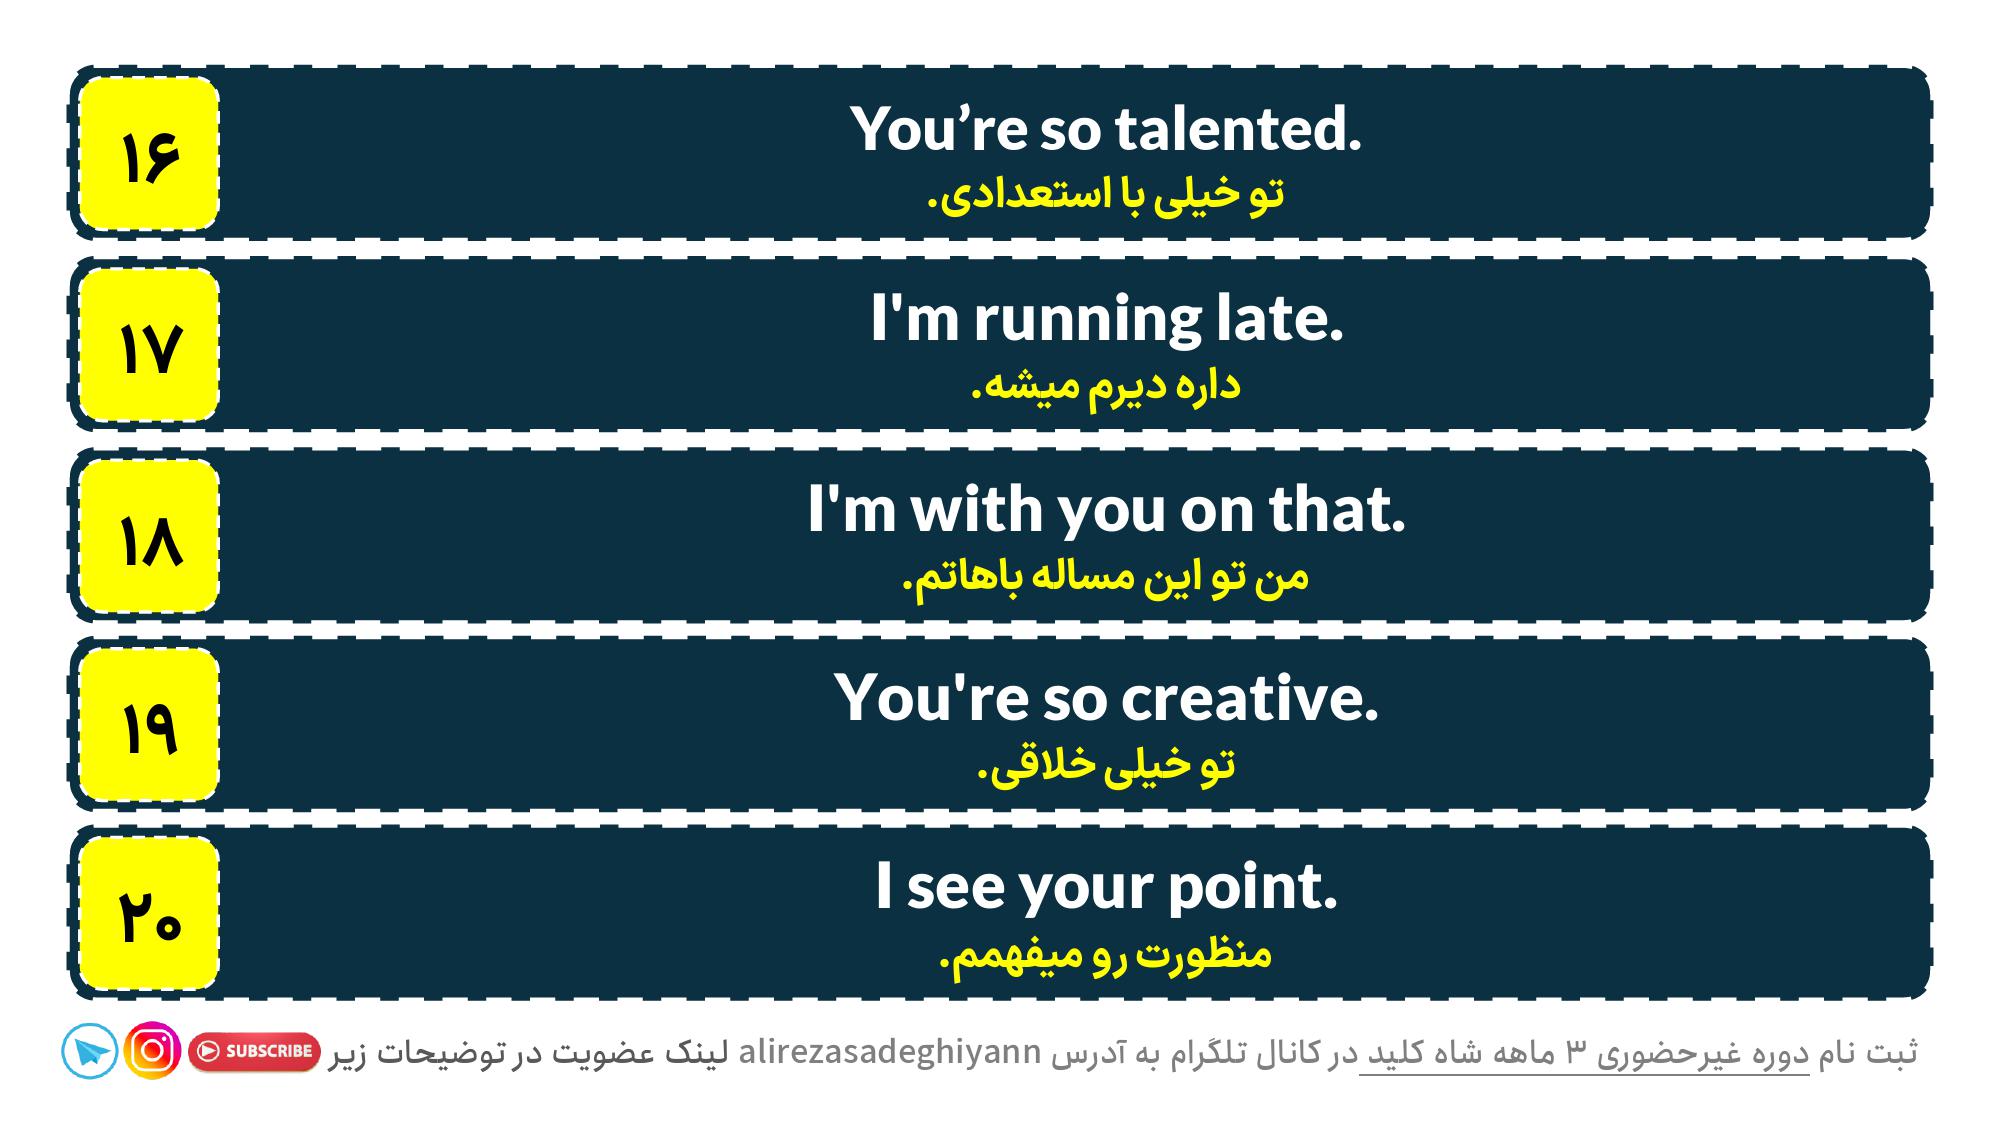 ۱۶
You’re so talented.
تو خیلی با استعدادی.
۱۷
I'm running late.
داره دیرم میشه.
۱۸
I'm with you on that.
من تو این مساله باهاتم.
۱۹
You're so creative.
تو خیلی خلاقی.
۲۰
I see your point.
منظورت رو میفهمم.
ثبت نام دوره غیرحضوری ۳ ماهه شاه کلید در کانال تلگرام به آدرس alirezasadeghiyann لینک عضویت در توضیحات زیر
SUBSCRIBE